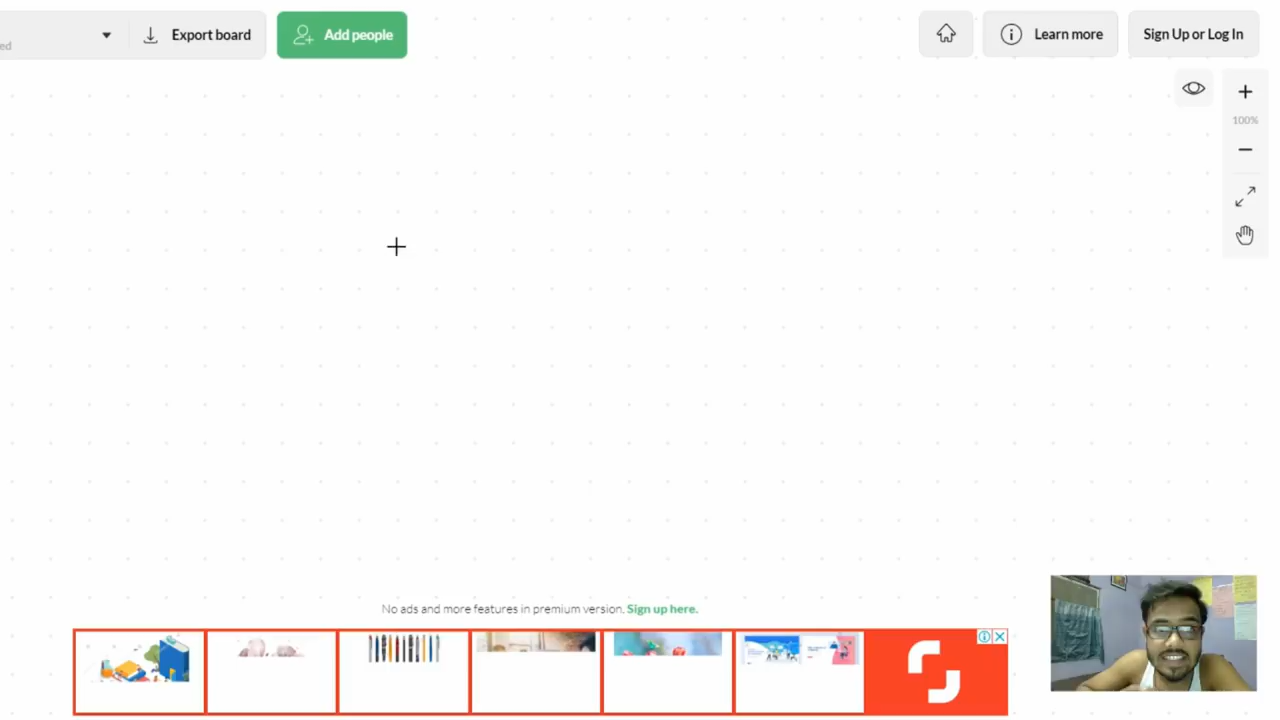 Export board
Add people
Learn more
Sign Up or Log In
ed
100%
No ads and more features in premium version. Sign up here.